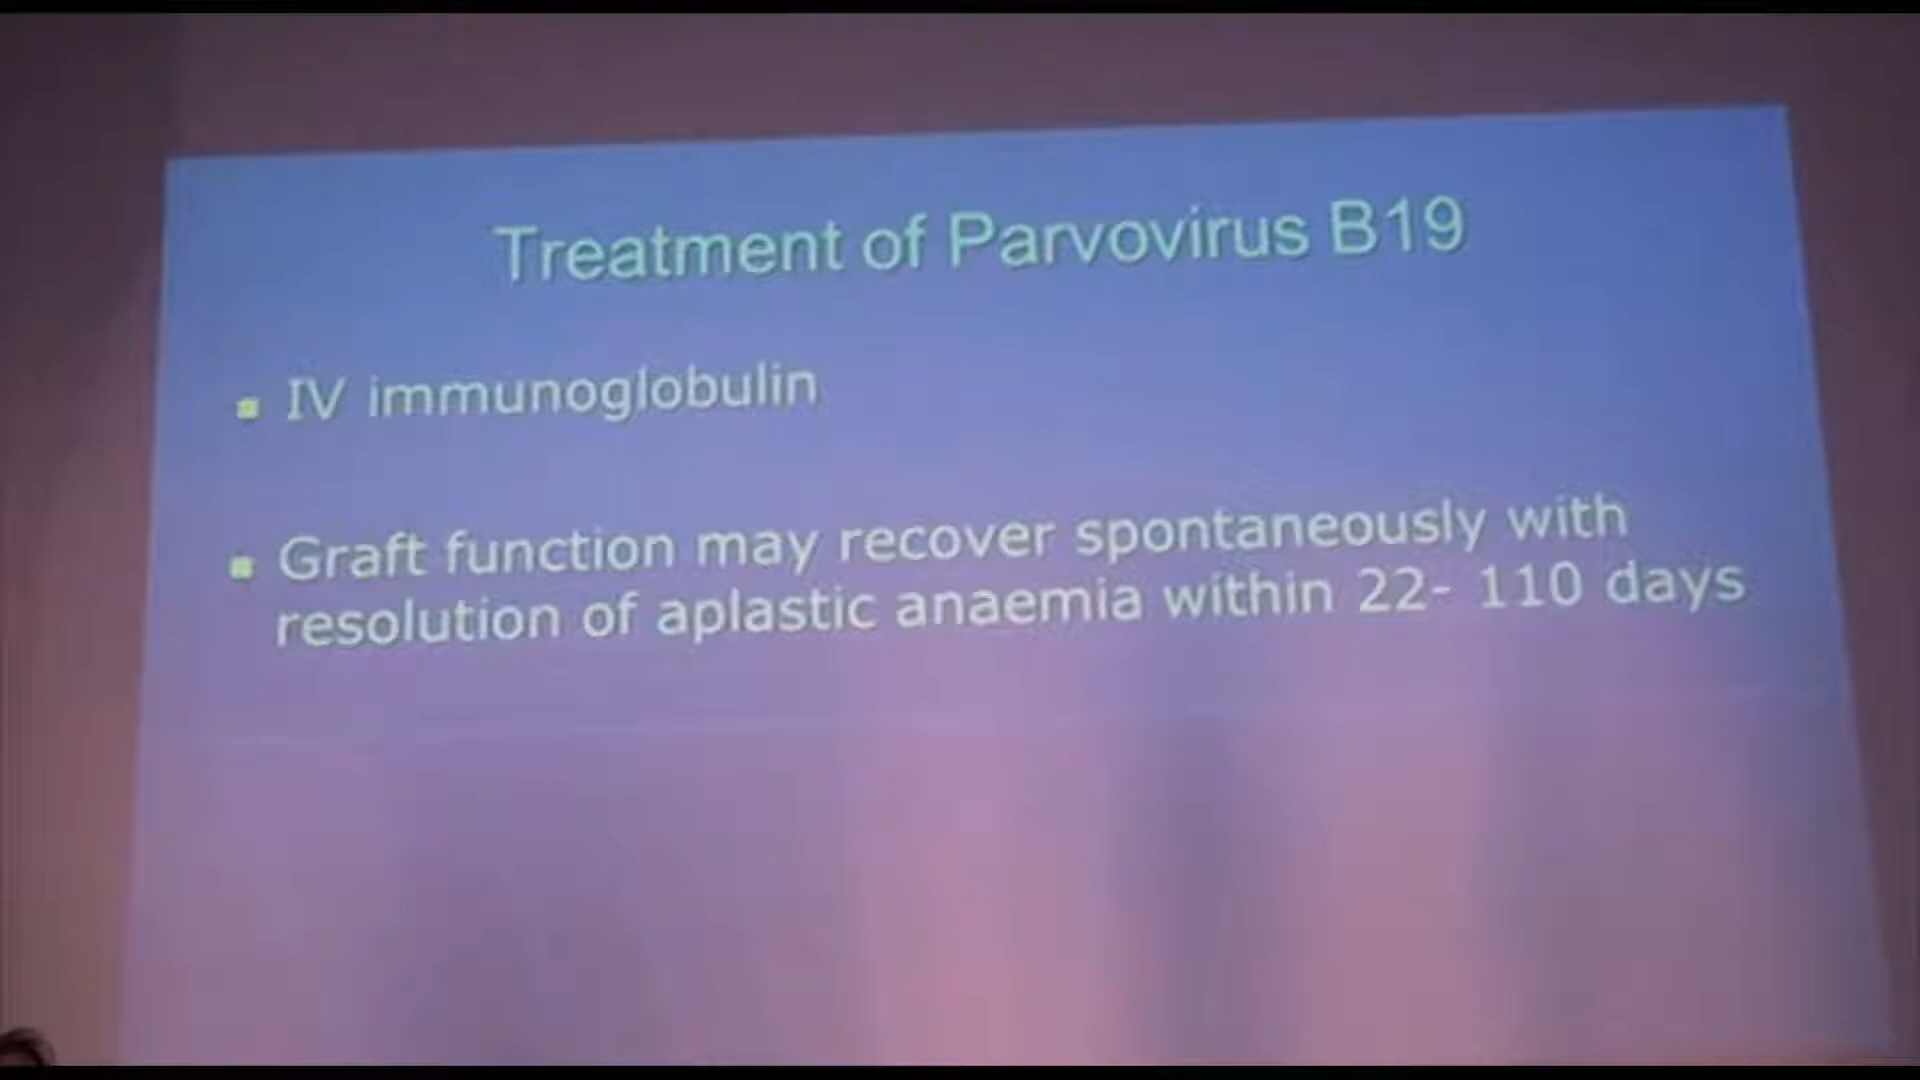 Treatment of Parvovirus B19
▪ IV immunoglobulin
▪ Graft function may recover spontaneously with
resolution of aplastic anaemia within 22- 110 days